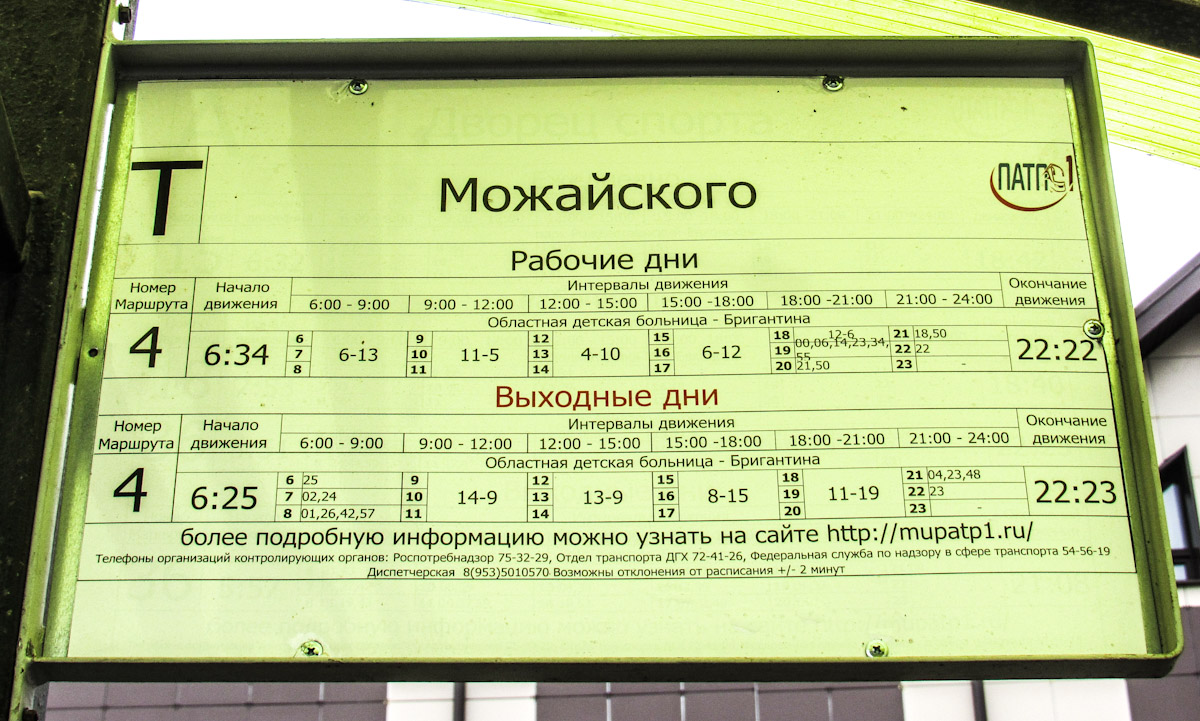 Т
Можайского
ПАТП 1
Рабочие дни
Номер Маршрута Начало движения Интервалы движения Окончание движения
6:00 - 9:00 9:00 - 12:00 12:00 - 15:00 15:00 -18:00 18:00 -21:00 21:00 - 24:00
Областная детская больница - Бригантина
4 6:34 6 7 8 6-13 9 10 11 11-5 12 13 14 4-10 15 16 17 6-12 18 12-6 19 00,06,14,23,34,55 20 21,50 21 18,50 22 22 23 - 22:22
Выходные дни
Номер Маршрута Начало движения Интервалы движения Окончание движения
6:00 - 9:00 9:00 - 12:00 12:00 - 15:00 15:00 -18:00 18:00 -21:00 21:00 - 24:00
Областная детская больница - Бригантина
4 6:25 6 25 7 02,24 8 01,26,42,57 9 10 11 14-9 12 13 14 13-9 15 16 17 8-15 18 19 20 11-19 21 04,23,48 22 23 23 - 22:23
более подробную информацию можно узнать на сайте http://mupatp1.ru/
Телефоны организаций контролирующих органов: Роспотребнадзор 75-32-29, Отдел транспорта ДГХ 72-41-26, Федеральная служба по надзору в сфере транспорта 54-56-19
Диспетчерская 8(953)5010570 Возможны отклонения от расписания +/- 2 минут